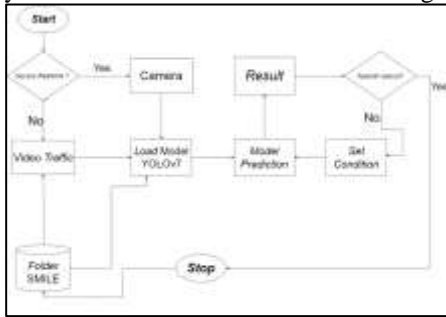 Start
Yes
Camera
Result
Yes
No
No
Video Traffic
Load Model
YOLOv7
Model
Prediction
Set
Condition
Folder
SMILE
Stop